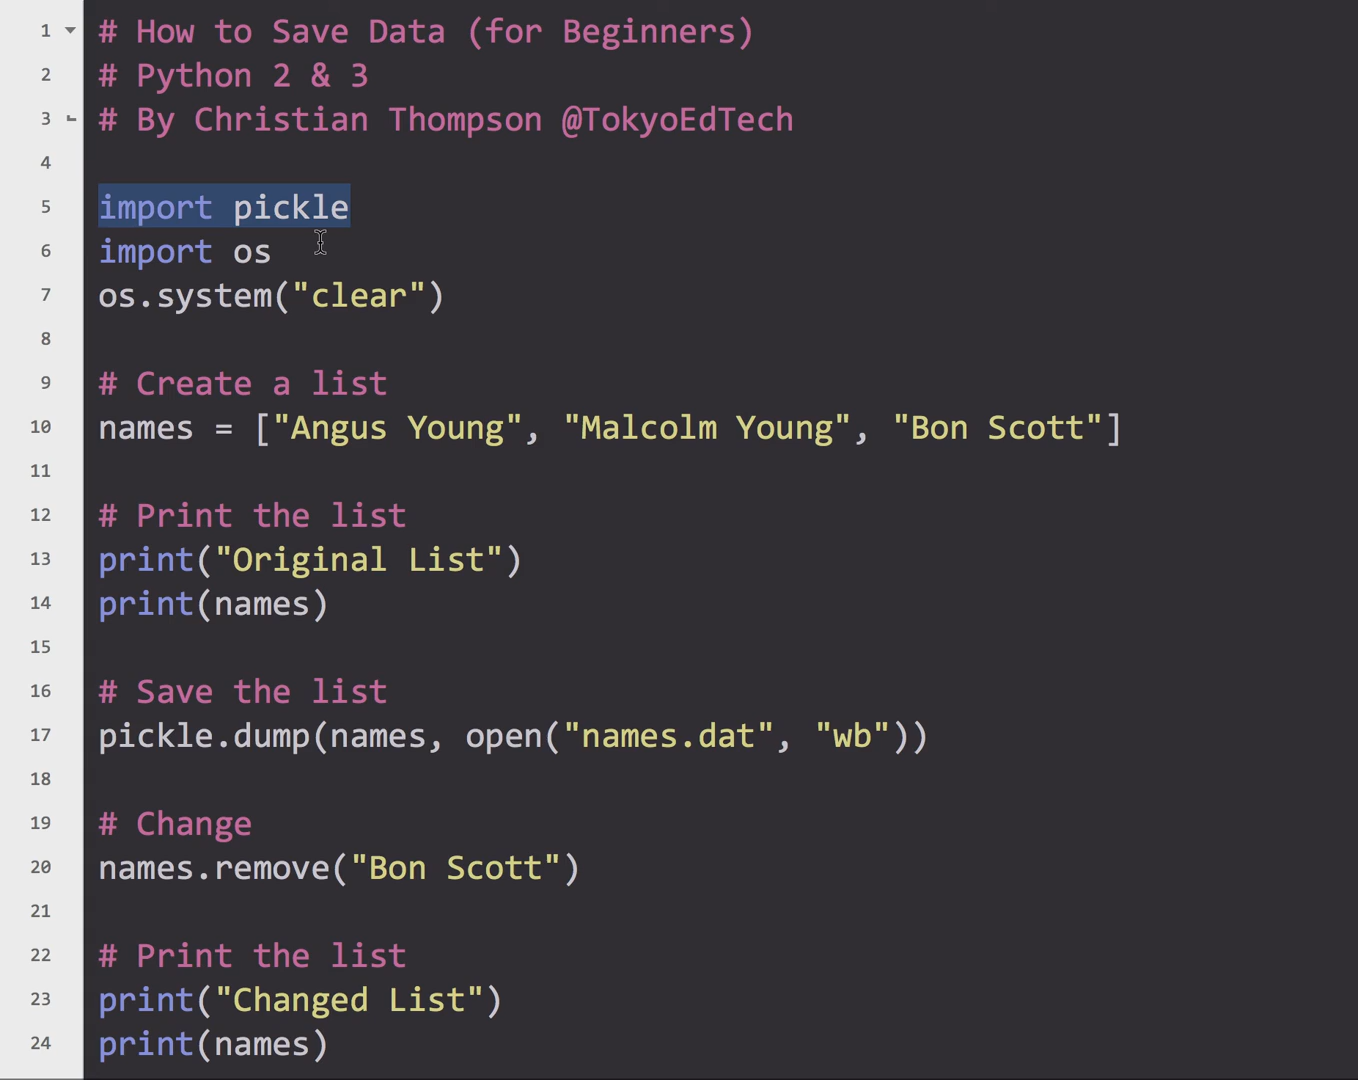 1 # How to Save Data (for Beginners)
2 # Python 2 & 3
3 # By Christian Thompson @TokyoEdTech
4
5 import pickle
6 import os
7 os.system("clear")
8
9 # Create a list
10 names = ["Angus Young", "Malcolm Young", "Bon Scott"]
11
12 # Print the list
13 print("Original List")
14 print(names)
15
16 # Save the list
17 pickle.dump(names, open("names.dat", "wb"))
18
19 # Change
20 names.remove("Bon Scott")
21
22 # Print the list
23 print("Changed List")
24 print(names)